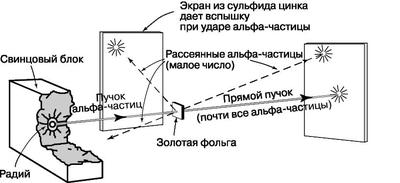 Экран из сульфида цинка
дает вспышку
при ударе альфа-частицы
Свинцовый блок
Рассеянные альфа-частицы
(малое число)
Пучок
альфа-частиц
Прямой пучок
(почти все альфа-частицы)
Золотая фольга
Радий